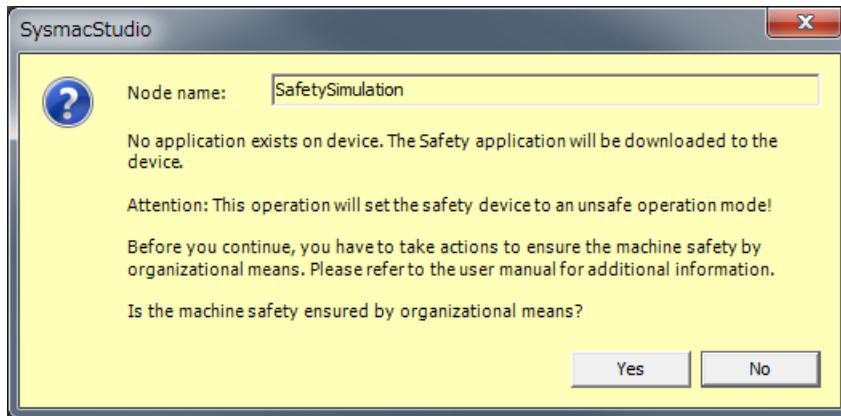 SysmacStudio
Node name: SafetySimulation
No application exists on device. The Safety application will be downloaded to the
device.
Attention: This operation will set the safety device to an unsafe operation mode!
Before you continue, you have to take actions to ensure the machine safety by
organizational means. Please refer to the user manual for additional information.
Is the machine safety ensured by organizational means?
Yes No